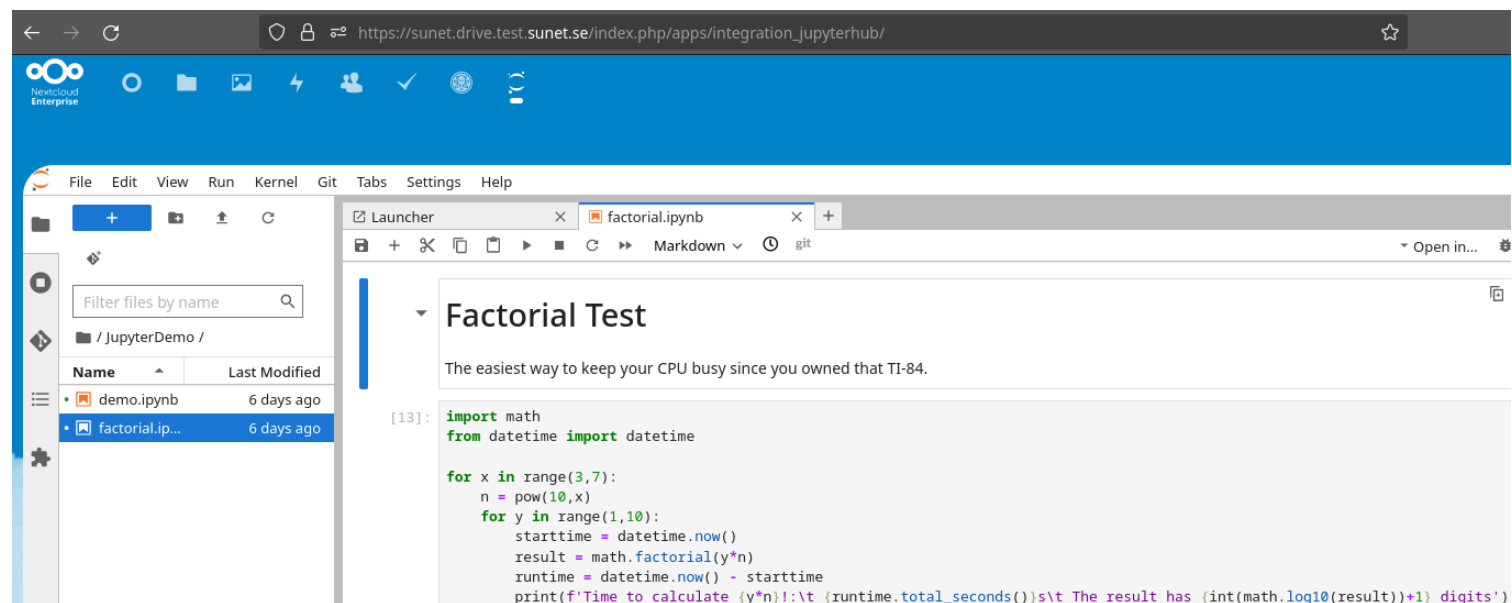 https://sunet.drive.test.sunet.se/index.php/apps/integration_jupyterhub/
Nextcloud
Enterprise
File Edit View Run Kernel Git Tabs Settings Help
+
Launcher
factorial.ipynb
+
Markdown
git
Open in...
Filter files by name
/ JupyterDemo /
Name Last Modified
demo.ipynb 6 days ago
factorial.ip... 6 days ago
Factorial Test
The easiest way to keep your CPU busy since you owned that TI-84.
[13]:
import math
from datetime import datetime
for x in range(3,7):
    n = pow(10,x)
    for y in range(1,10):
        starttime = datetime.now()
        result = math.factorial(y*n)
        runtime = datetime.now() - starttime
        print(f'Time to calculate {y*n}!:\t {runtime.total_seconds()}s\t The result has {int(math.log10(result))+1} digits'